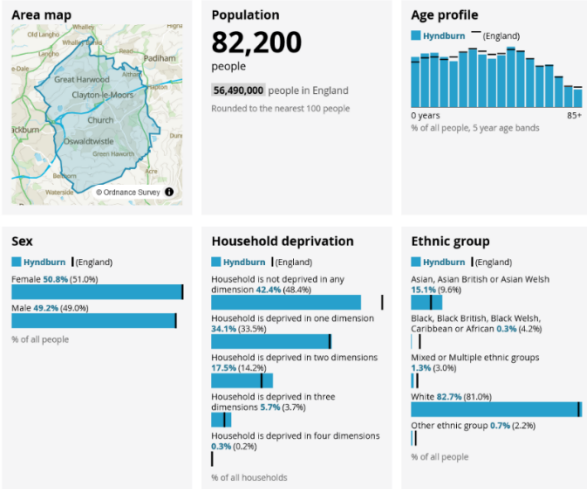 Area map
Old Langho
Whalley
Langho
Padiham
Great Harwood
Altham
Clayton-le-Moors
Church
Oswaldtwistle
Green Haworth
Belthorn
Waterside
© Ordnance Survey
Population
82,200
people
56,490,000 people in England
Rounded to the nearest 100 people
Age profile
Hyndburn (England)
0 years 85+
% of all people, 5 year age bands
Sex
Hyndburn (England)
Female 50.8% (51.0%)
Male 49.2% (49.0%)
% of all people
Household deprivation
Hyndburn (England)
Household is not deprived in any
dimension 42.4% (48.4%)
Household is deprived in one dimension
34.1% (33.5%)
Household is deprived in two dimensions
17.5% (14.2%)
Household is deprived in three
dimensions 5.7% (3.7%)
Household is deprived in four dimensions
0.3% (0.2%)
% of all households
Ethnic group
Hyndburn (England)
Asian, Asian British or Asian Welsh
15.1% (9.6%)
Black, Black British, Black Welsh,
Caribbean or African 0.3% (4.2%)
Mixed or Multiple ethnic groups
1.3% (3.0%)
White 82.7% (81.0%)
Other ethnic group 0.7% (2.2%)
% of all people